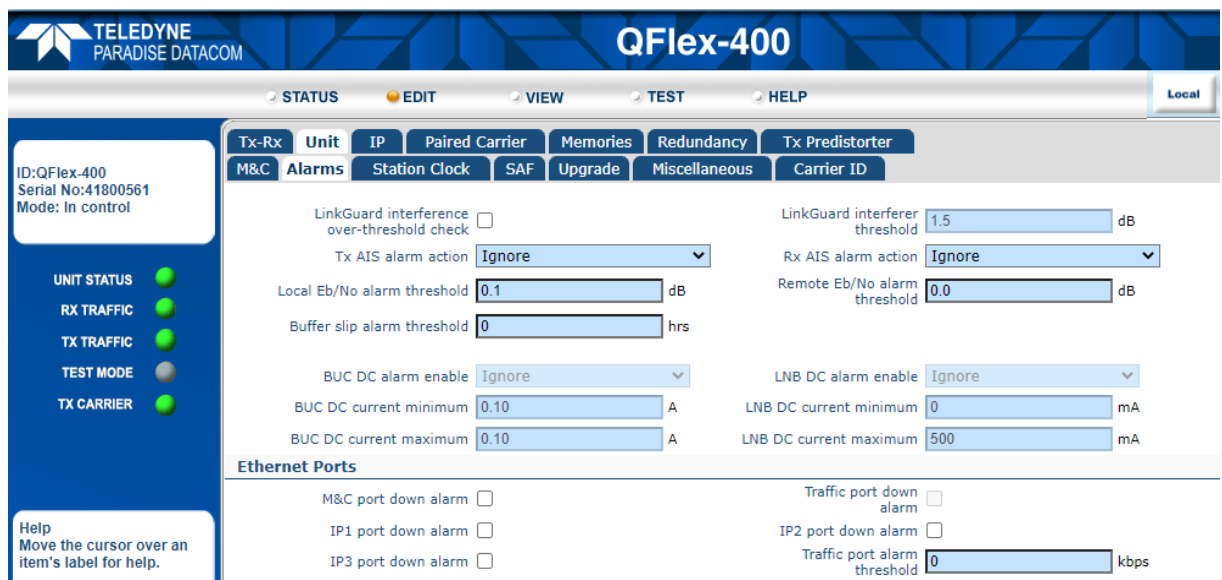 TELEDYNE
PARADISE DATACOM
QFlex-400
STATUS EDIT VIEW TEST HELP Local
Tx-Rx Unit IP Paired Carrier Memories Redundancy Tx Predistorter
M&C Alarms Station Clock SAF Upgrade Miscellaneous Carrier ID
ID:QFlex-400
Serial No:41800561
Mode: In control
UNIT STATUS
RX TRAFFIC
TX TRAFFIC
TEST MODE
TX CARRIER
Help
Move the cursor over an
item's label for help.
LinkGuard interference
over-threshold check
LinkGuard interferer
threshold 1.5 dB
Tx AIS alarm action Ignore
Rx AIS alarm action Ignore
Local Eb/No alarm threshold 0.1 dB
Remote Eb/No alarm
threshold 0.0 dB
Buffer slip alarm threshold 0 hrs
BUC DC alarm enable Ignore
LNB DC alarm enable Ignore
BUC DC current minimum 0.10 A
LNB DC current minimum 0 mA
BUC DC current maximum 0.10 A
LNB DC current maximum 500 mA
Ethernet Ports
M&C port down alarm
Traffic port down
alarm
IP1 port down alarm
IP2 port down alarm
IP3 port down alarm
Traffic port alarm
threshold 0 kbps